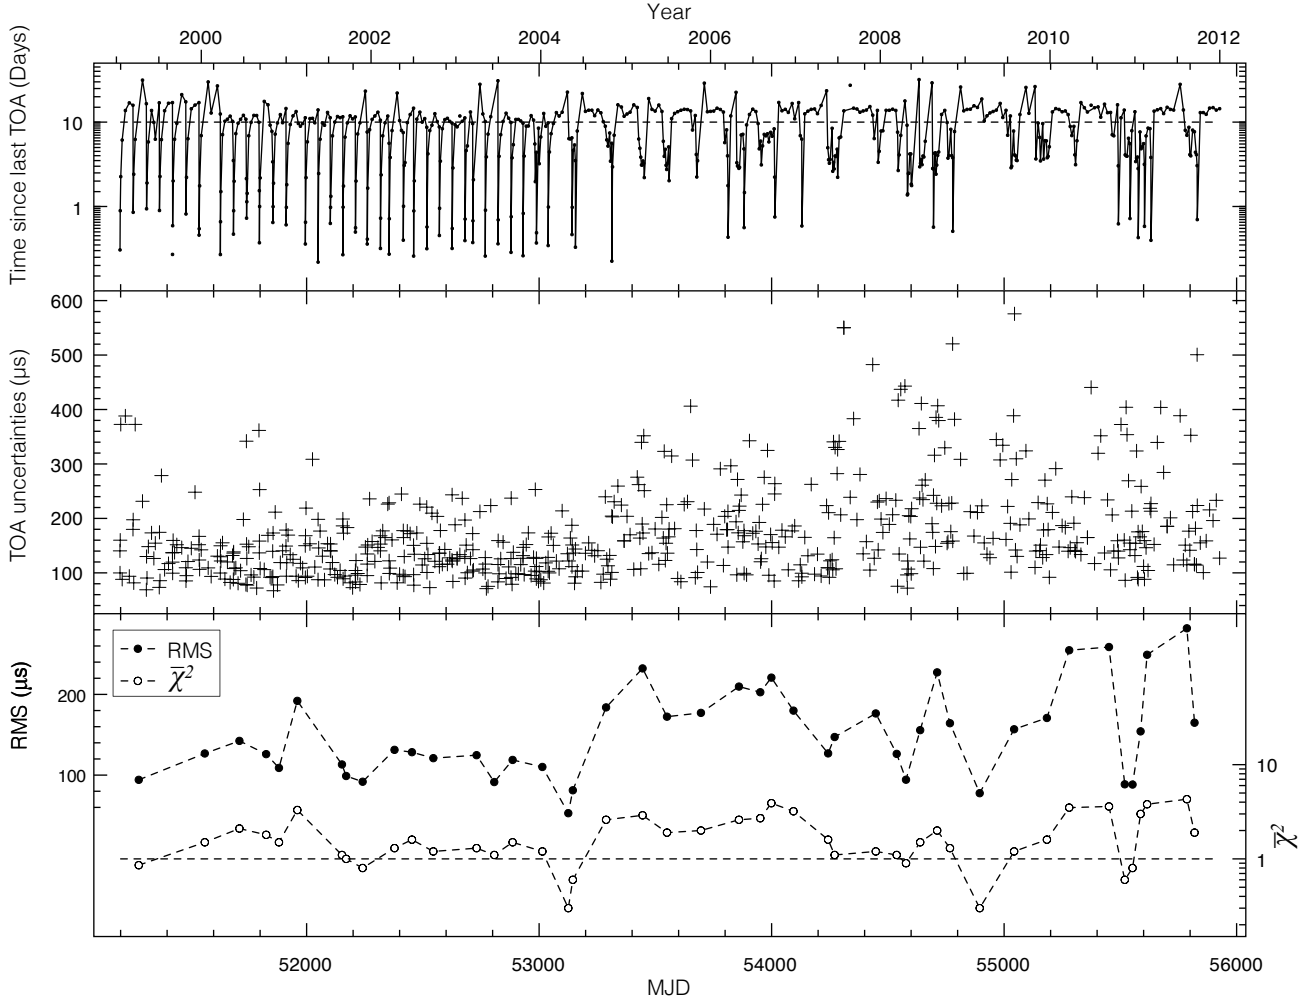 Year
2000 2002 2004 2006 2008 2010 2012
Time since last TOA (Days)
10
1
TOA uncertainties (μs)
600
500
400
300
200
100
RMS
χ̅²
RMS (μs)
200
100
10
1
χ̅²
52000 53000 54000 55000 56000
MJD